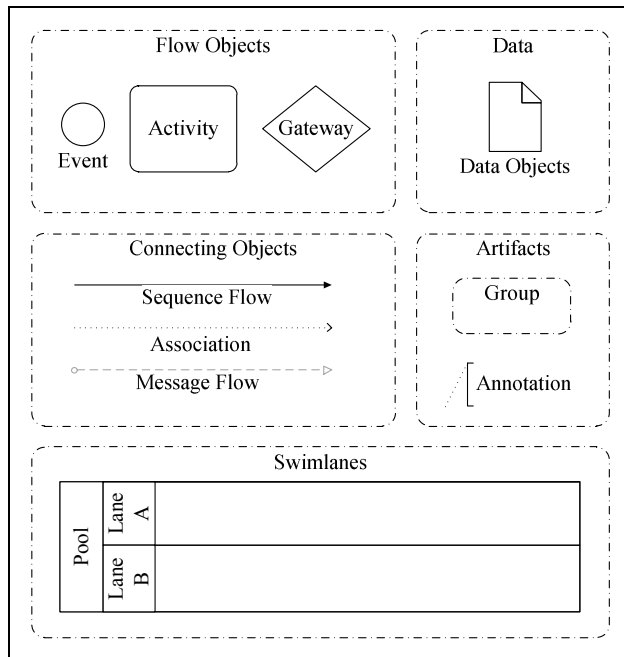 Flow Objects
Event
Activity
Gateway
Data
Data Objects
Connecting Objects
Sequence Flow
Association
Message Flow
Artifacts
Group
Annotation
Swimlanes
Pool
Lane
A
Lane
B